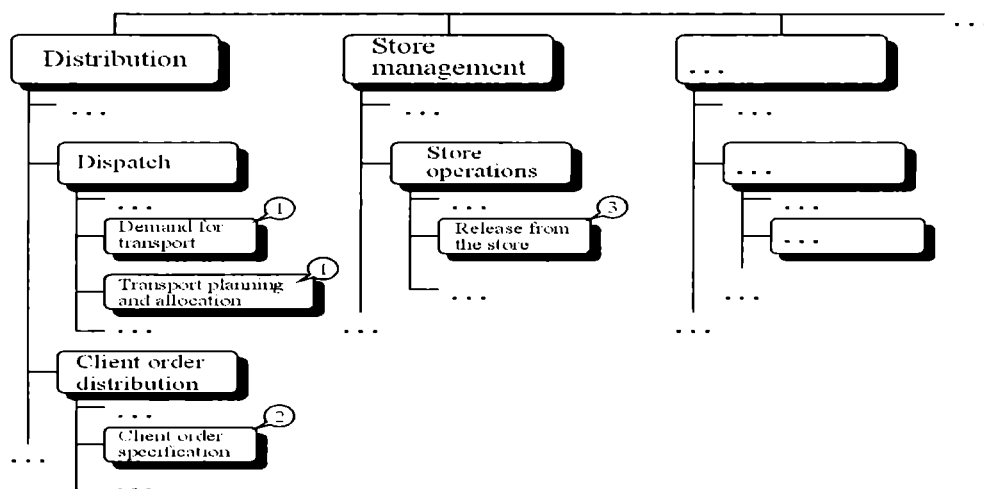 . . .
Distribution
Store
management
. . .
. . .
. . .
. . .
Dispatch
Store
operations
. . .
. . .
. . .
. . .
1
3
Demand for
transport
Release from
the store
. . .
1
Transport planning
and allocation
. . .
. . .
. . .
. . .
. . .
Client order
distribution
. . .
2
Client order
specification
. . .
. . .